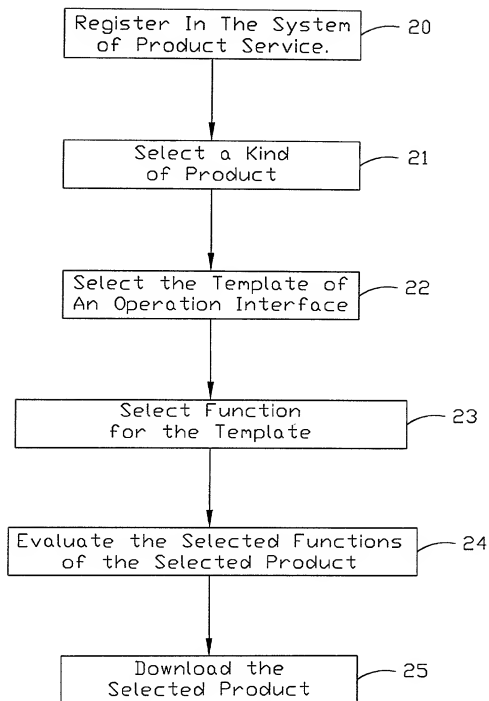 Register In The System
of Product Service.
20
Select a Kind
of Product
21
Select the Template of
An Operation Interface
22
Select Function
for the Template
23
Evaluate the Selected Functions
of the Selected Product
24
Download the
Selected Product
25